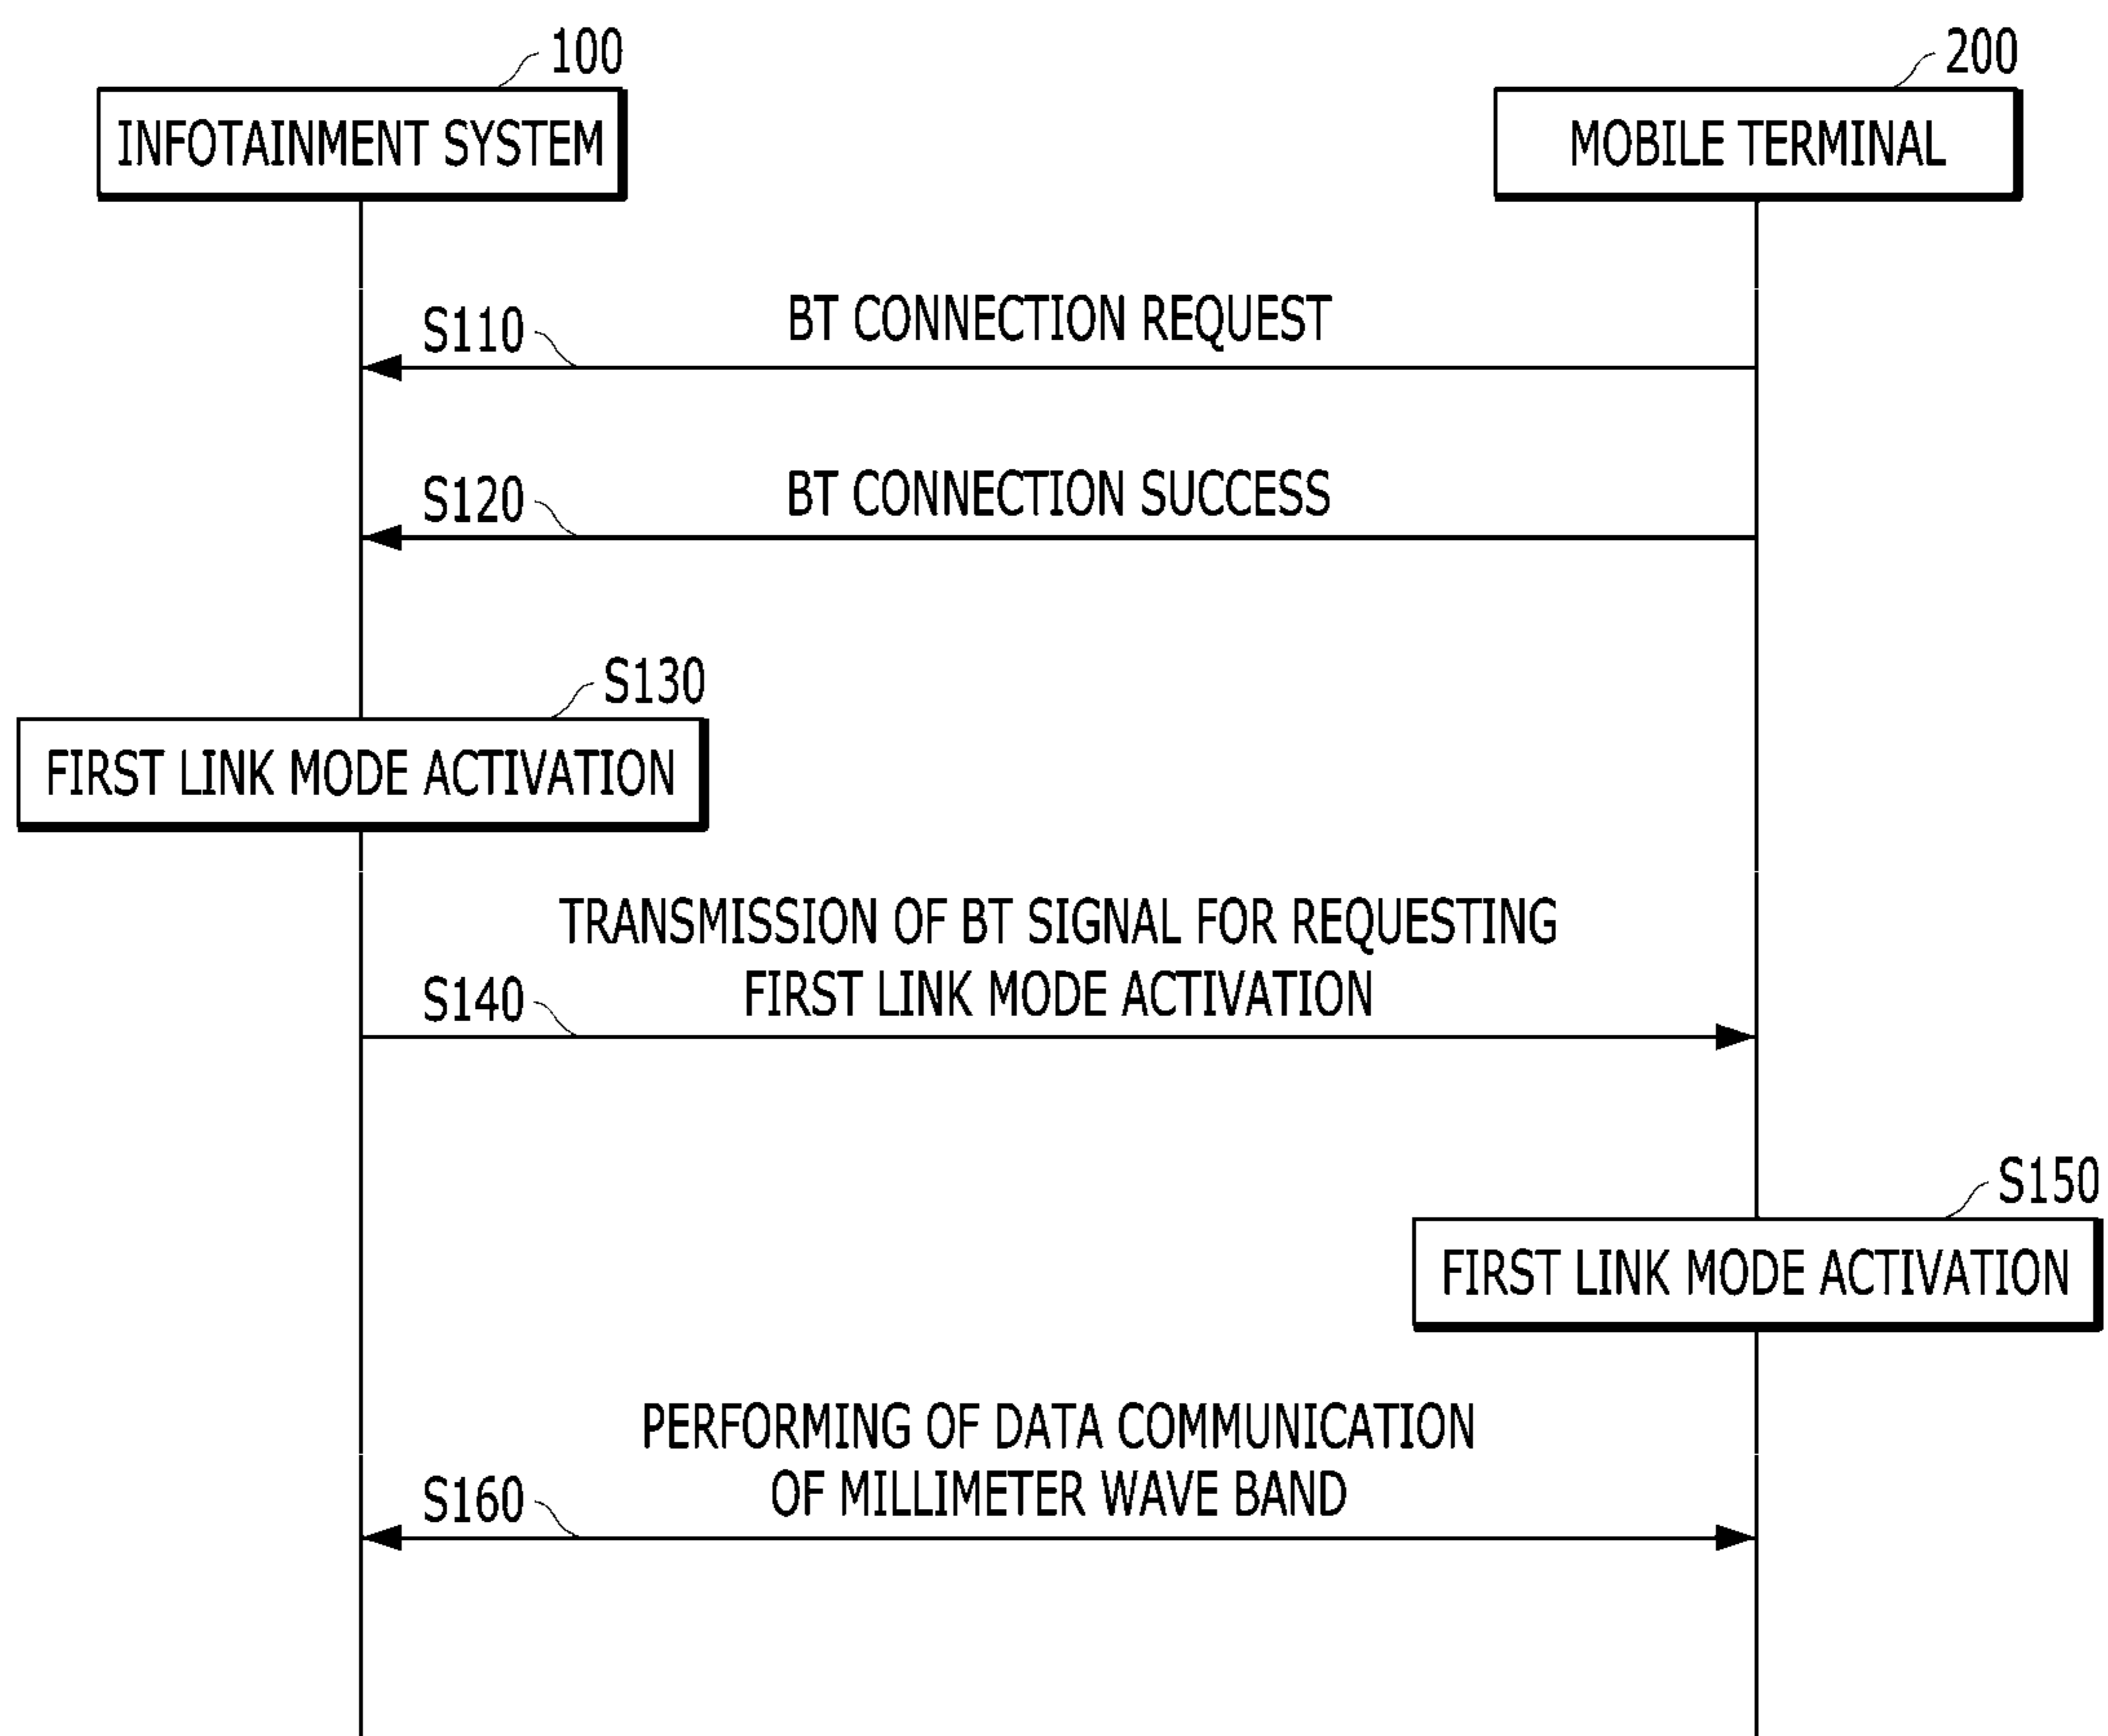 100
INFOTAINMENT SYSTEM
200
MOBILE TERMINAL
S110
BT CONNECTION REQUEST
S120
BT CONNECTION SUCCESS
S130
FIRST LINK MODE ACTIVATION
TRANSMISSION OF BT SIGNAL FOR REQUESTING
FIRST LINK MODE ACTIVATION
S140
S150
FIRST LINK MODE ACTIVATION
PERFORMING OF DATA COMMUNICATION
OF MILLIMETER WAVE BAND
S160